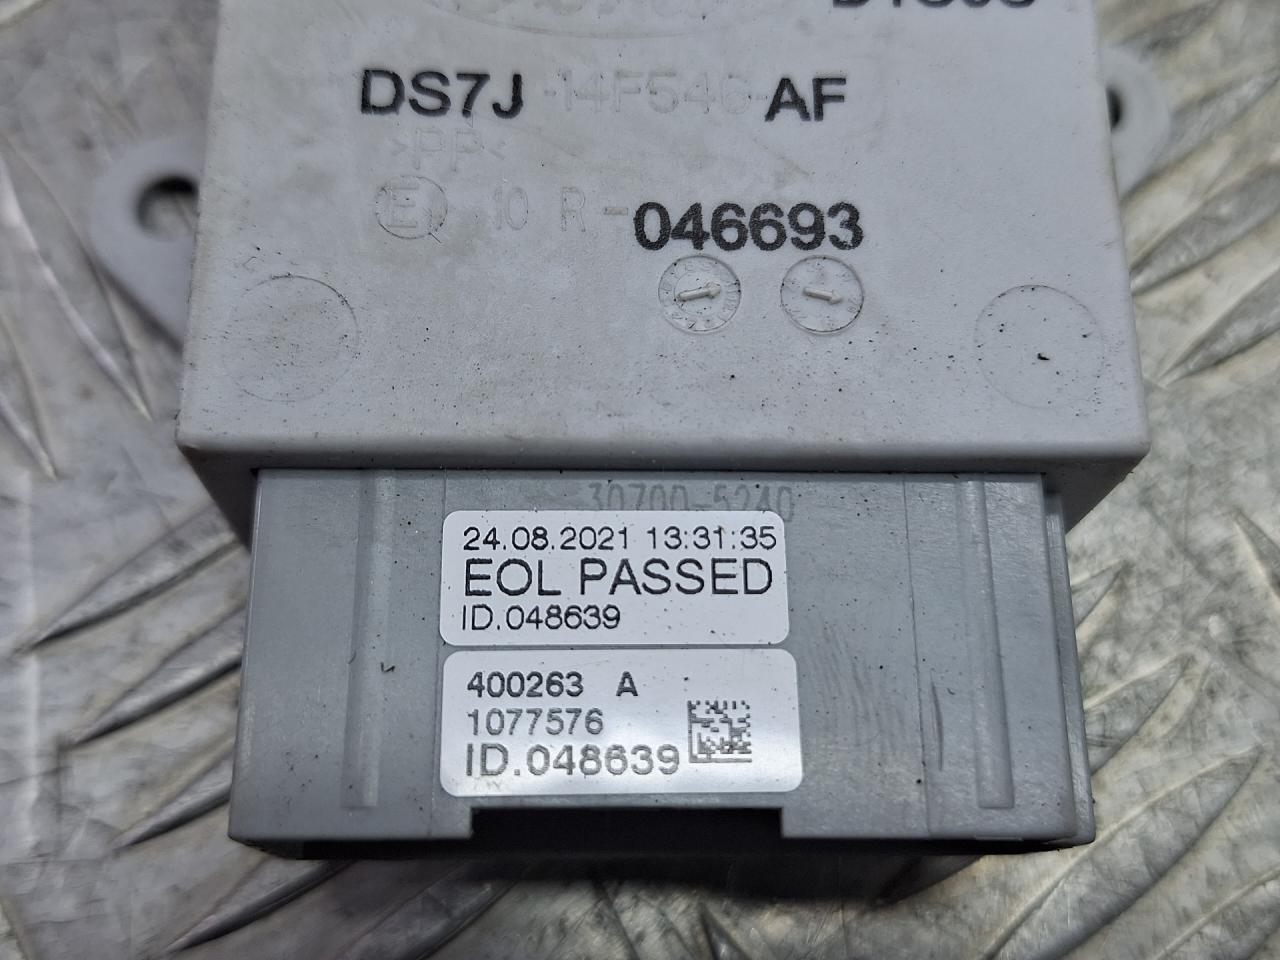 DS7J -14F546- AF
>PP<
E 10 R-046693
30700-5240
24.08.2021 13:31:35
EOL PASSED
ID.048639
400263 A
1077576
ID.048639